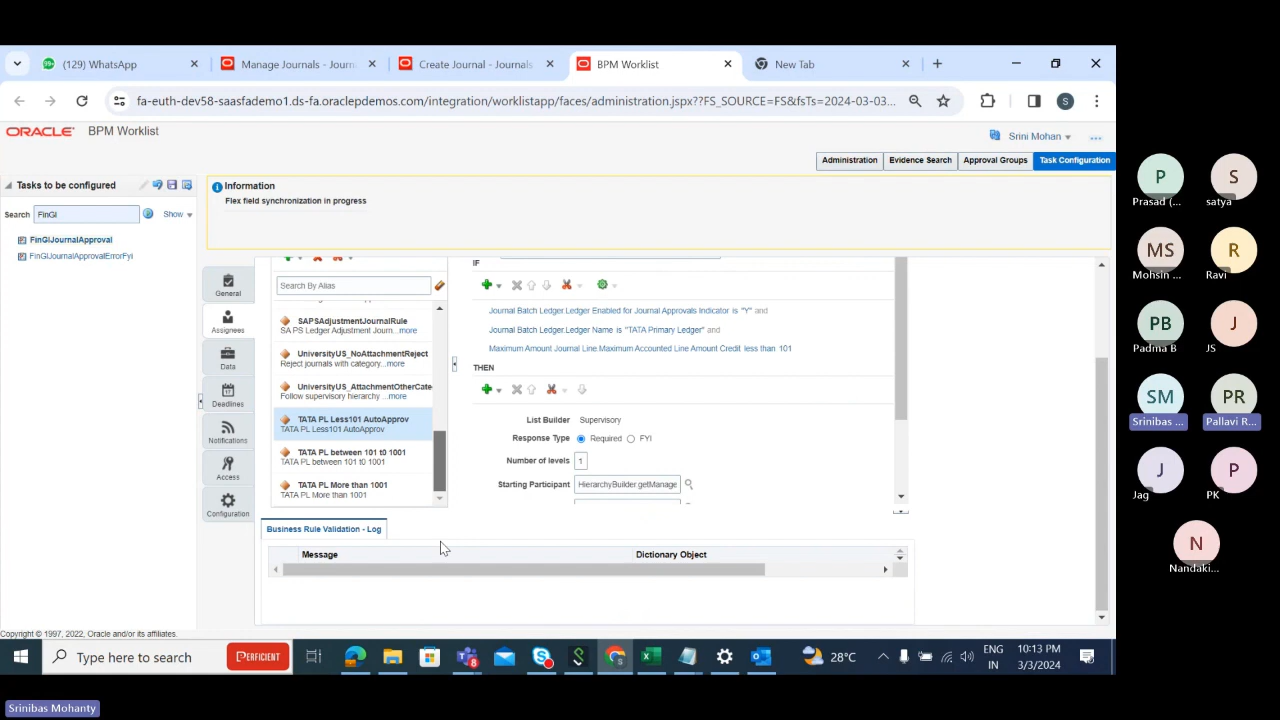 (129) WhatsApp
Manage Journals - Journ
Create Journal - Journals
BPM Worklist
New Tab
fa-euth-dev58-saasfademo1.ds-fa.oraclepdemos.com/integration/worklistapp/faces/administration.jspx??FS_SOURCE=FS&fsTs=2024-03-03...
S
ORACLE BPM Worklist
Srini Mohan
Administration
Evidence Search
Approval Groups
Task Configuration
Tasks to be configured
Search FinGl Show
FinGlJournalApproval
FinGlJournalApprovalErrorFyi
Information
Flex field synchronization in progress
General
Assignees
Data
Deadlines
Notifications
Access
Configuration
Search By Alias
SAPSAdjustmentJournalRule
SA PS Ledger Adjustment Journ...more
UniversityUS_NoAttachmentReject
Reject journals with category...more
UniversityUS_AttachmentOtherCate
Follow supervisory hierarchy ...more
TATA PL Less101 AutoApprov
TATA PL Less101 AutoApprov
TATA PL between 101 t0 1001
TATA PL between 101 t0 1001
TATA PL More than 1001
TATA PL More than 1001
IF
Journal Batch Ledger.Ledger Enabled for Journal Approvals Indicator is "Y" and
Journal Batch Ledger.Ledger Name is "TATA Primary Ledger" and
Maximum Amount Journal Line.Maximum Accounted Line Amount Credit less than 101
THEN
List Builder Supervisory
Response Type Required FYI
Number of levels 1
Starting Participant HierarchyBuilder.getManage
Business Rule Validation - Log
Message
Dictionary Object
Copyright © 1997, 2022, Oracle and/or its affiliates.
Type here to search
PERFICIENT
28°C
ENG
IN
10:13 PM
3/3/2024
P
Prasad (...
S
satya
MS
Mohsin ...
R
Ravi
PB
Padma B
J
JS
SM
Srinibas ...
PR
Pallavi R...
J
Jag
P
PK
N
Nandaki...
Srinibas Mohanty